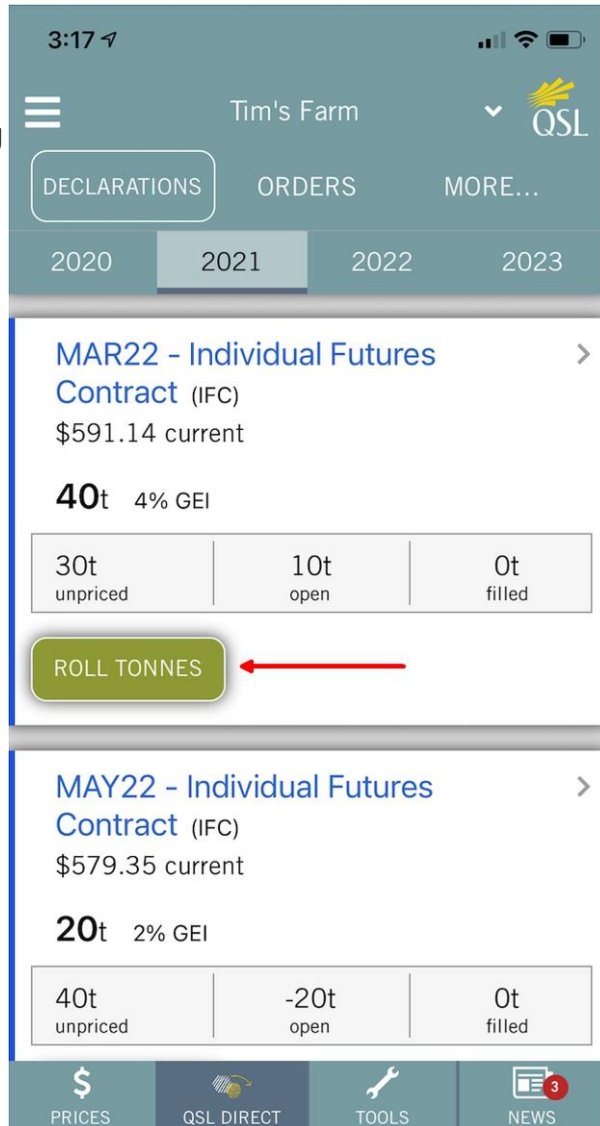 3:17
Tim's Farm
QSL
DECLARATIONS ORDERS MORE...
2020 2021 2022 2023
MAR22 - Individual Futures
Contract (IFC)
$591.14 current
40t 4% GEI
30t 10t 0t
unpriced open filled
ROLL TONNES
MAY22 - Individual Futures
Contract (IFC)
$579.35 current
20t 2% GEI
40t -20t 0t
unpriced open filled
$ 3
PRICES QSL DIRECT TOOLS NEWS